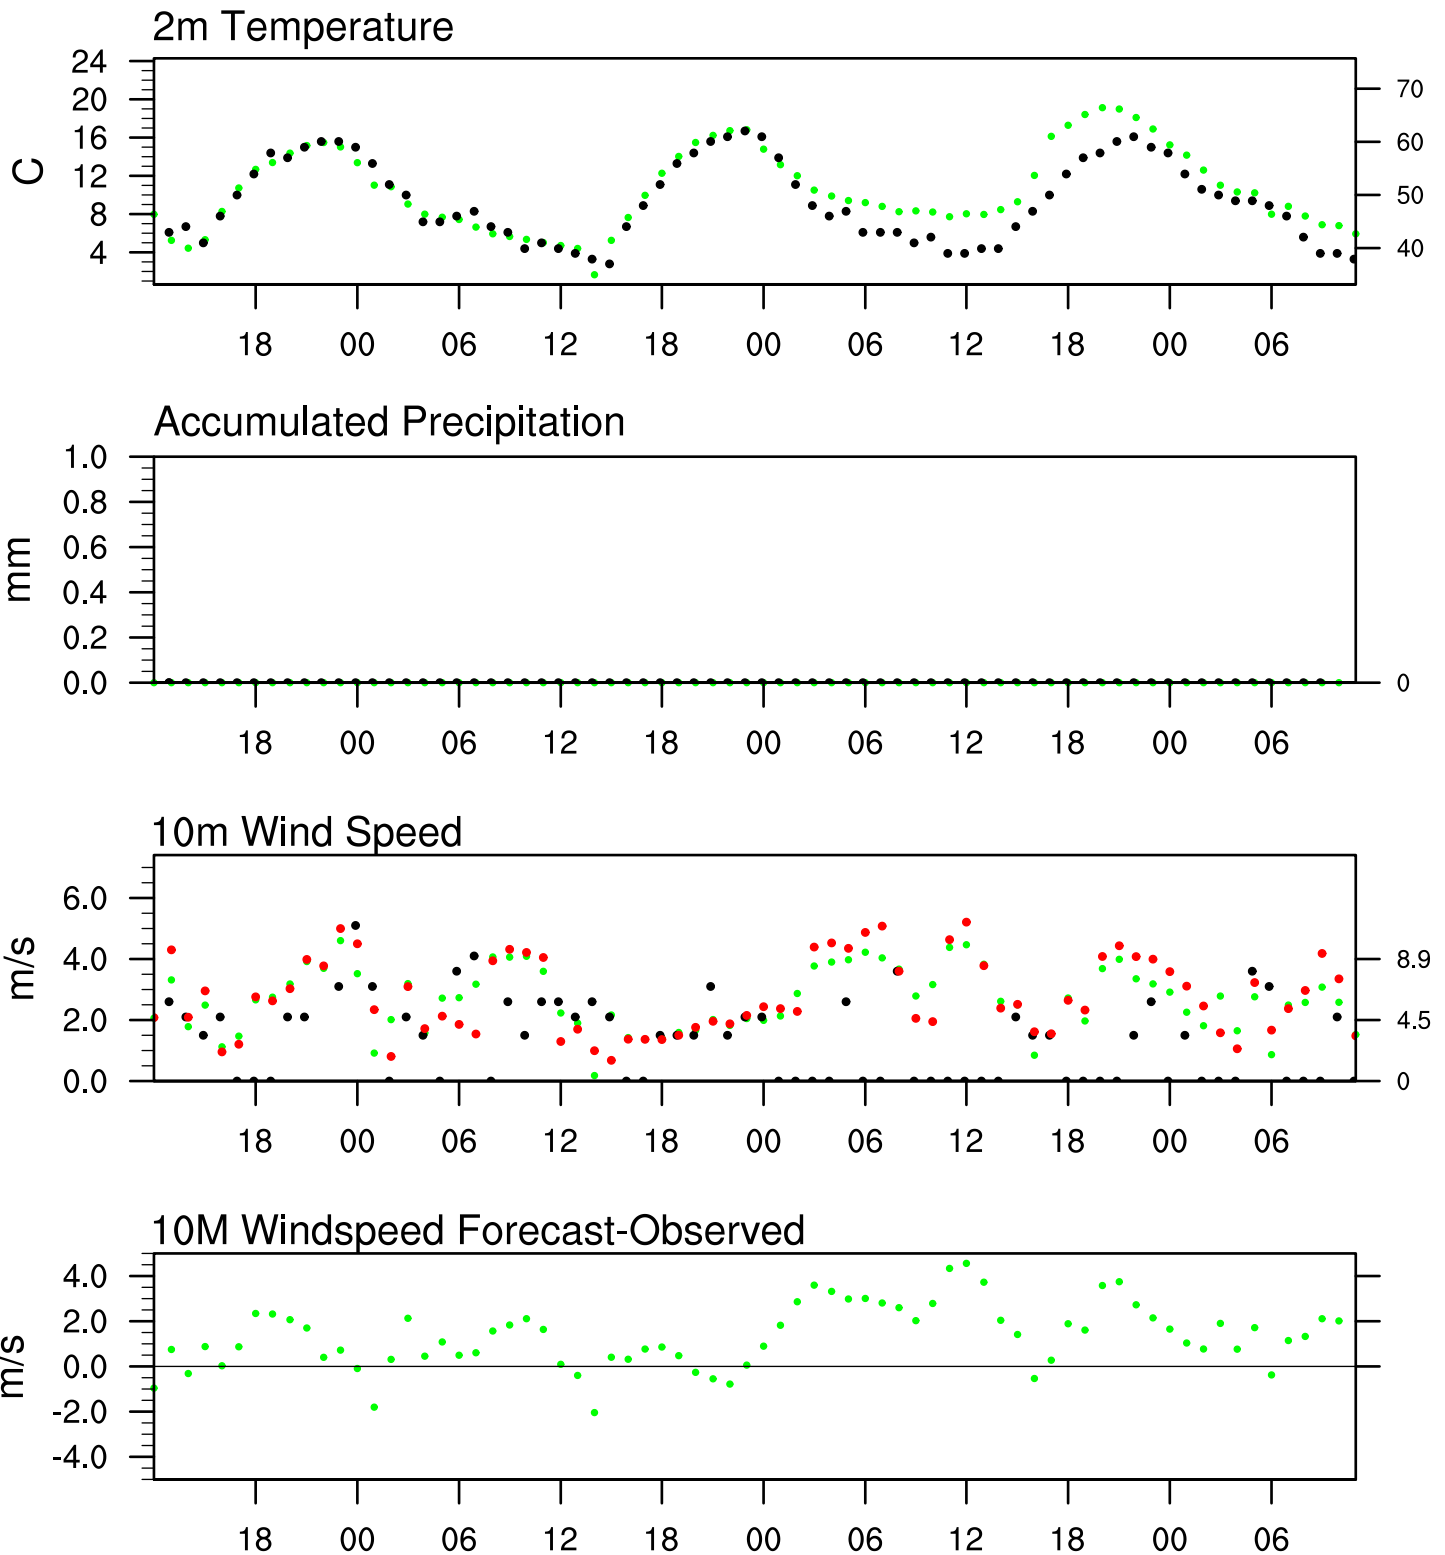 2m Temperature
24
20
16
12
8
4
C
70
60
50
40
18 00 06 12 18 00 06 12 18 00 06
Accumulated Precipitation
1.0
0.8
0.6
0.4
0.2
0.0
mm
0
18 00 06 12 18 00 06 12 18 00 06
10m Wind Speed
6.0
4.0
2.0
0.0
m/s
8.9
4.5
0
18 00 06 12 18 00 06 12 18 00 06
10M Windspeed Forecast-Observed
4.0
2.0
0.0
-2.0
-4.0
m/s
18 00 06 12 18 00 06 12 18 00 06